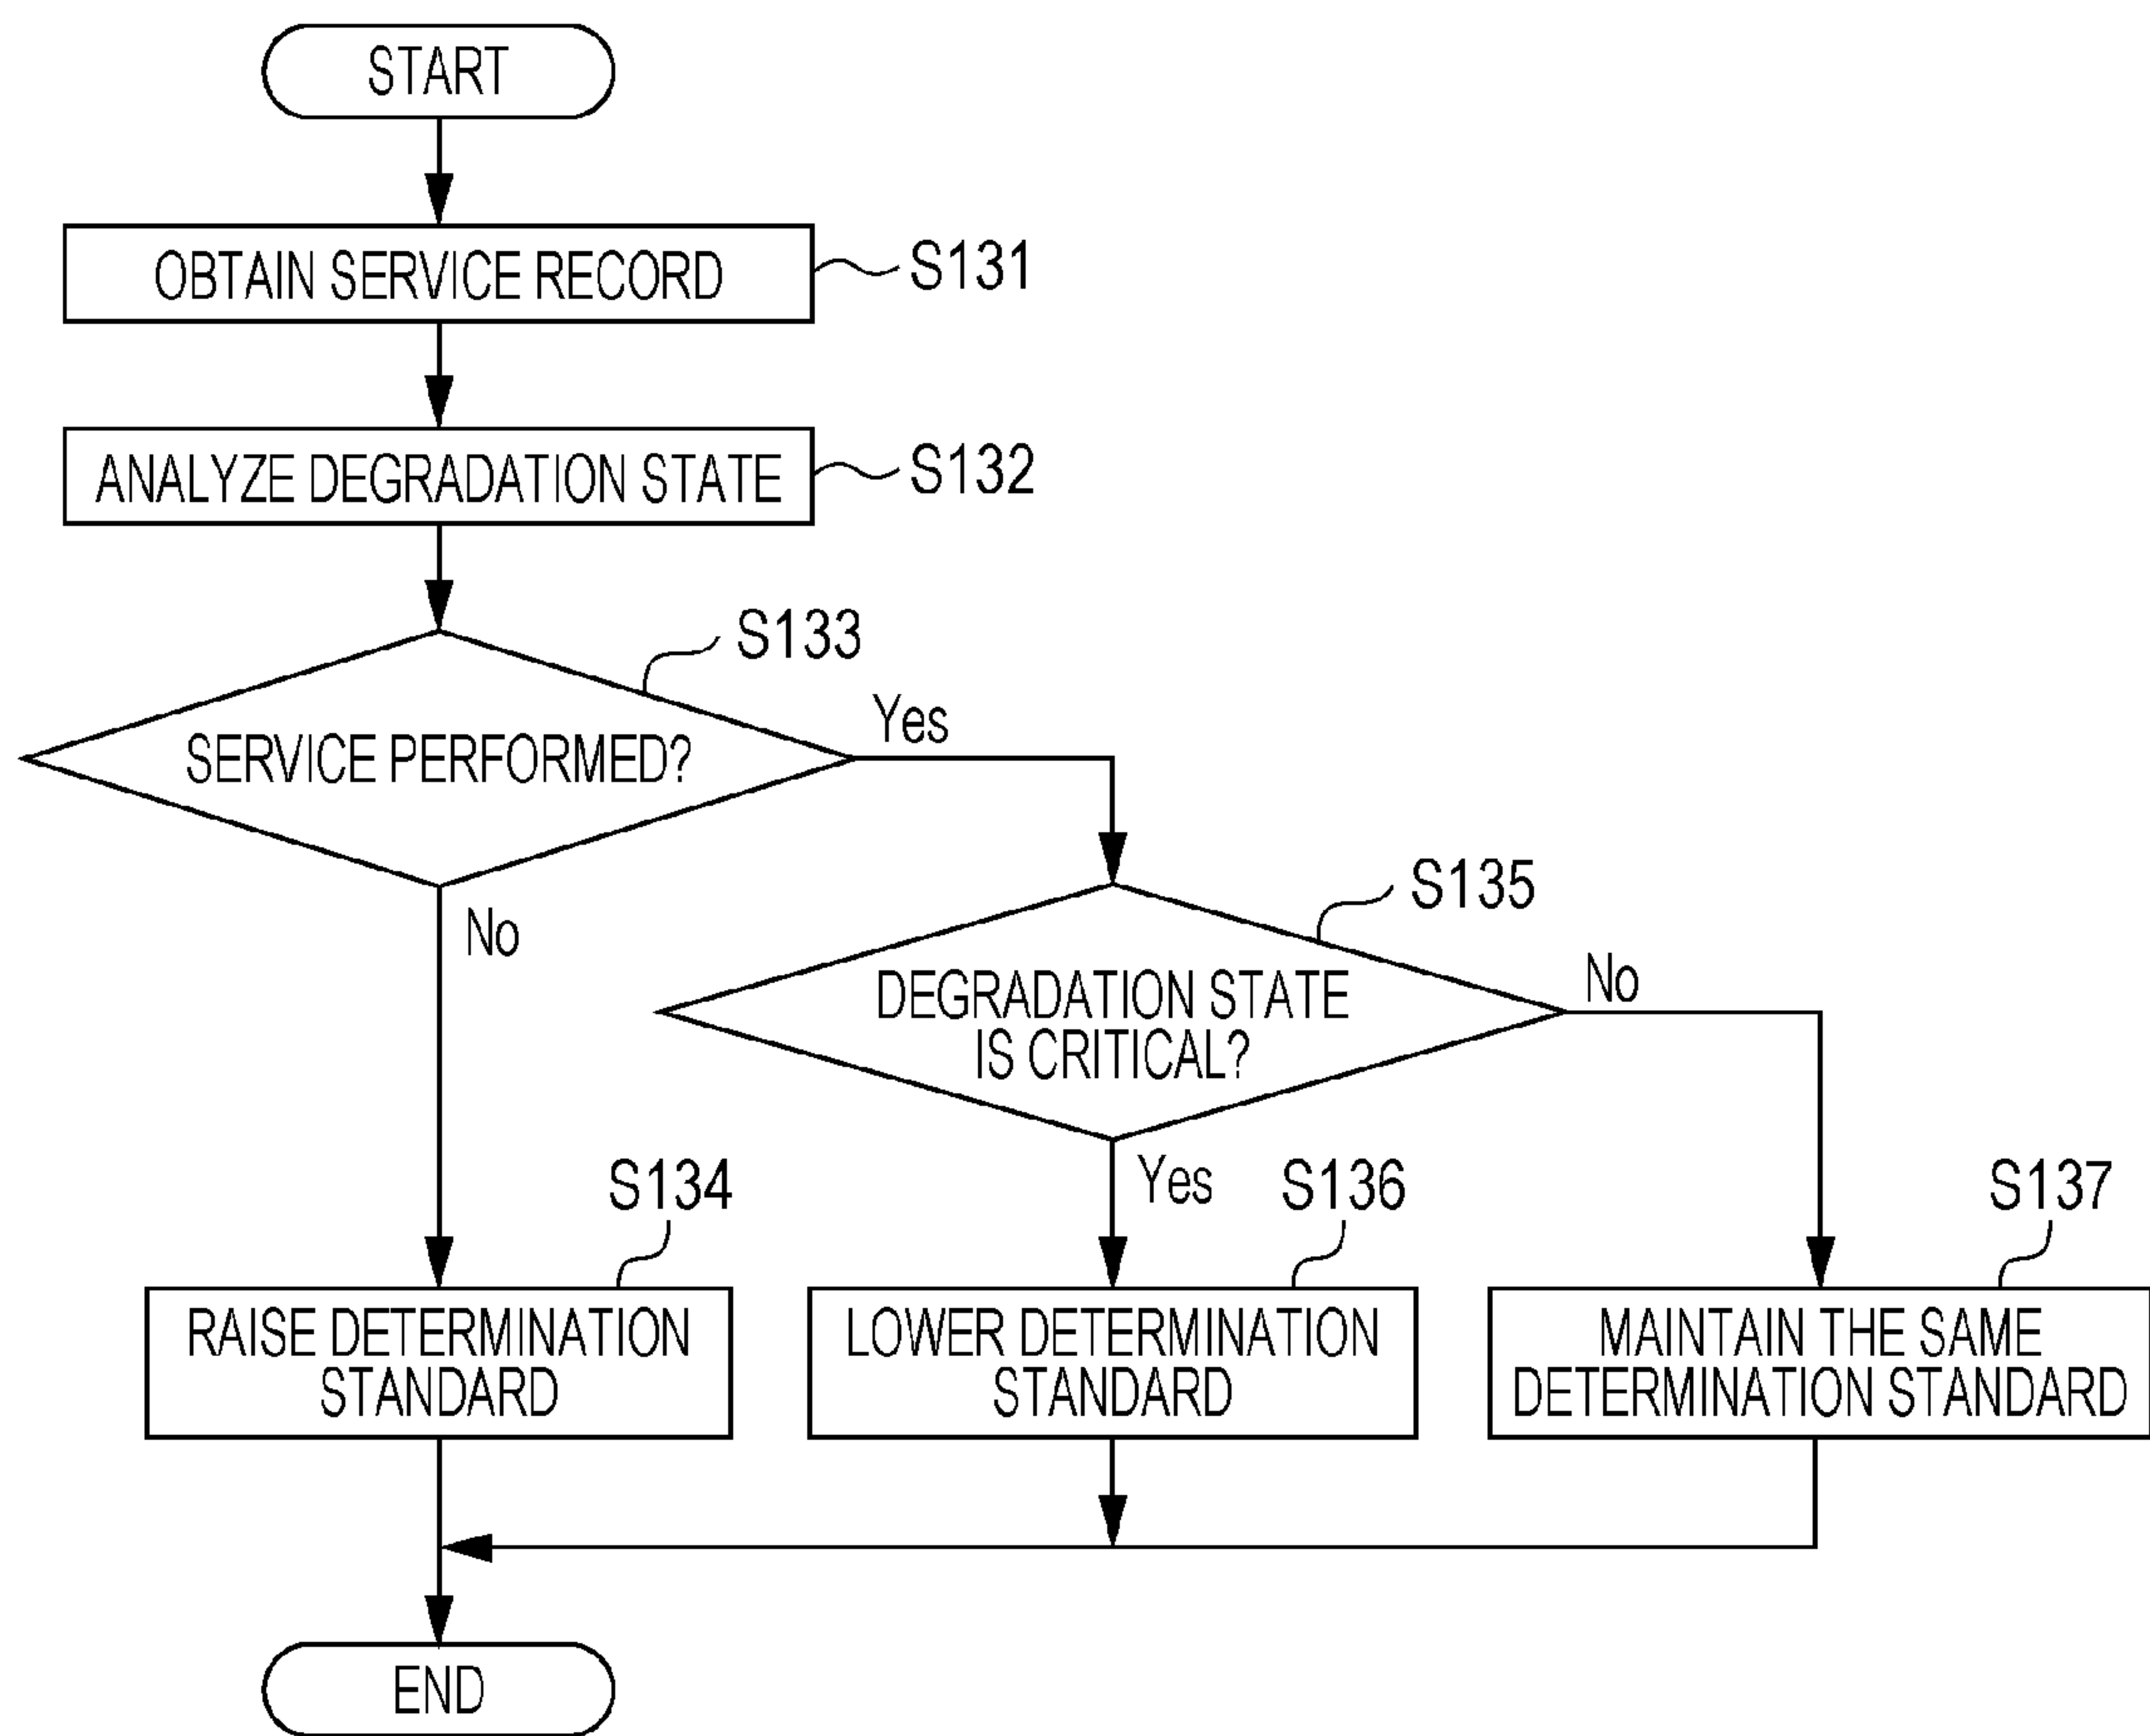 START
OBTAIN SERVICE RECORD
S131
ANALYZE DEGRADATION STATE
S132
S133
SERVICE PERFORMED?
Yes
No
S135
DEGRADATION STATE
IS CRITICAL?
No
Yes
S134
RAISE DETERMINATION
STANDARD
S136
LOWER DETERMINATION
STANDARD
S137
MAINTAIN THE SAME
DETERMINATION STANDARD
END